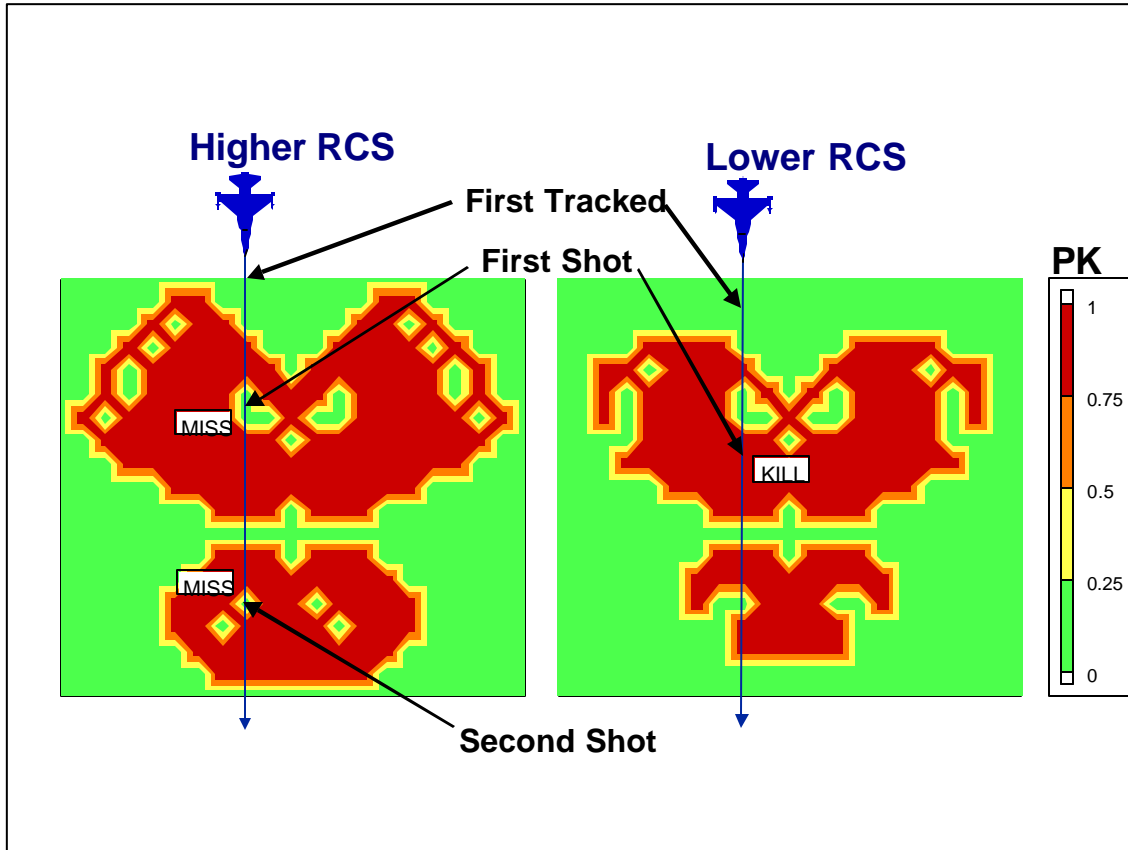 Higher RCS
Lower RCS
First Tracked
First Shot
PK
1
0.75
0.5
0.25
0
MISS
KILL
MISS
Second Shot